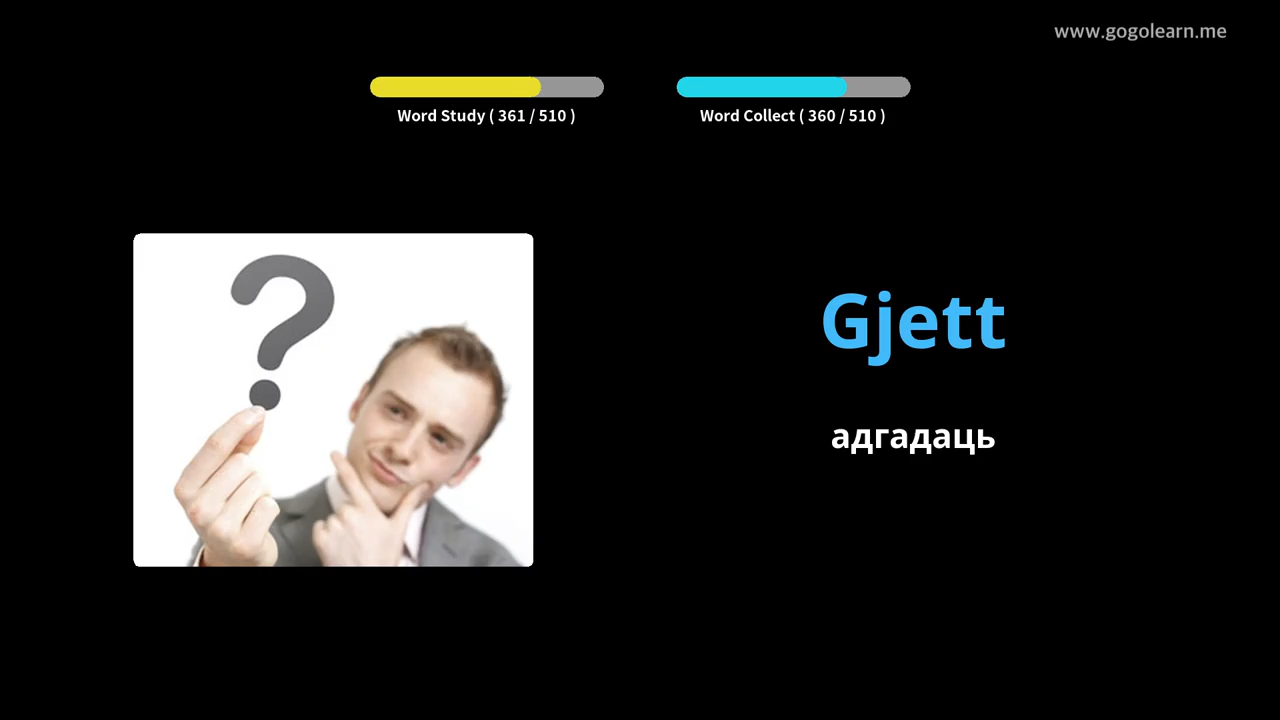 www.gogolearn.me
Word Study ( 361 / 510 )
Word Collect ( 360 / 510 )
?
Gjett
адгадаць